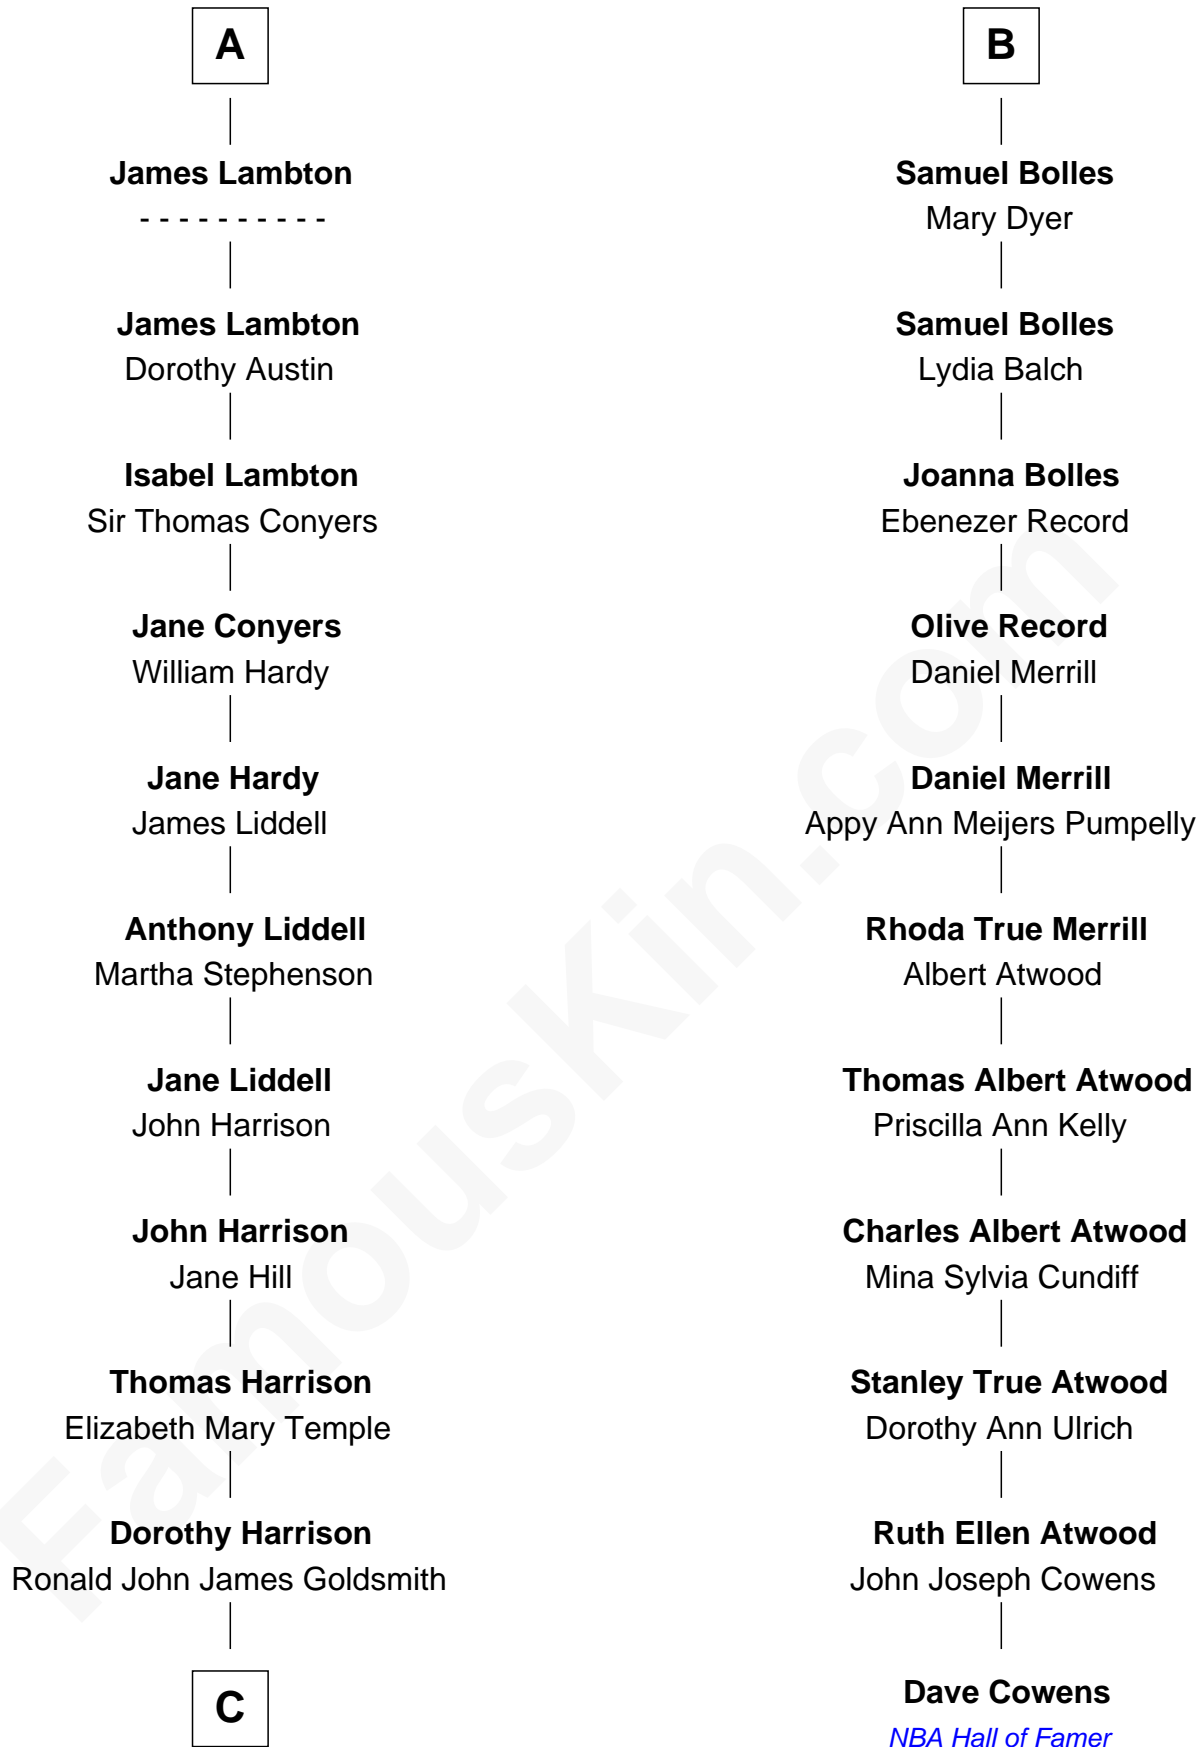 A
James Lambton
- - - - - - - - - -
James Lambton
Dorothy Austin
Isabel Lambton
Sir Thomas Conyers
Jane Conyers
William Hardy
Jane Hardy
James Liddell
Anthony Liddell
Martha Stephenson
Jane Liddell
John Harrison
John Harrison
Jane Hill
Thomas Harrison
Elizabeth Mary Temple
Dorothy Harrison
Ronald John James Goldsmith
C
B
Samuel Bolles
Mary Dyer
Samuel Bolles
Lydia Balch
Joanna Bolles
Ebenezer Record
Olive Record
Daniel Merrill
Daniel Merrill
Appy Ann Meijers Pumpelly
Rhoda True Merrill
Albert Atwood
Thomas Albert Atwood
Priscilla Ann Kelly
Charles Albert Atwood
Mina Sylvia Cundiff
Stanley True Atwood
Dorothy Ann Ulrich
Ruth Ellen Atwood
John Joseph Cowens
Dave Cowens
NBA Hall of Famer
FamousKin.com